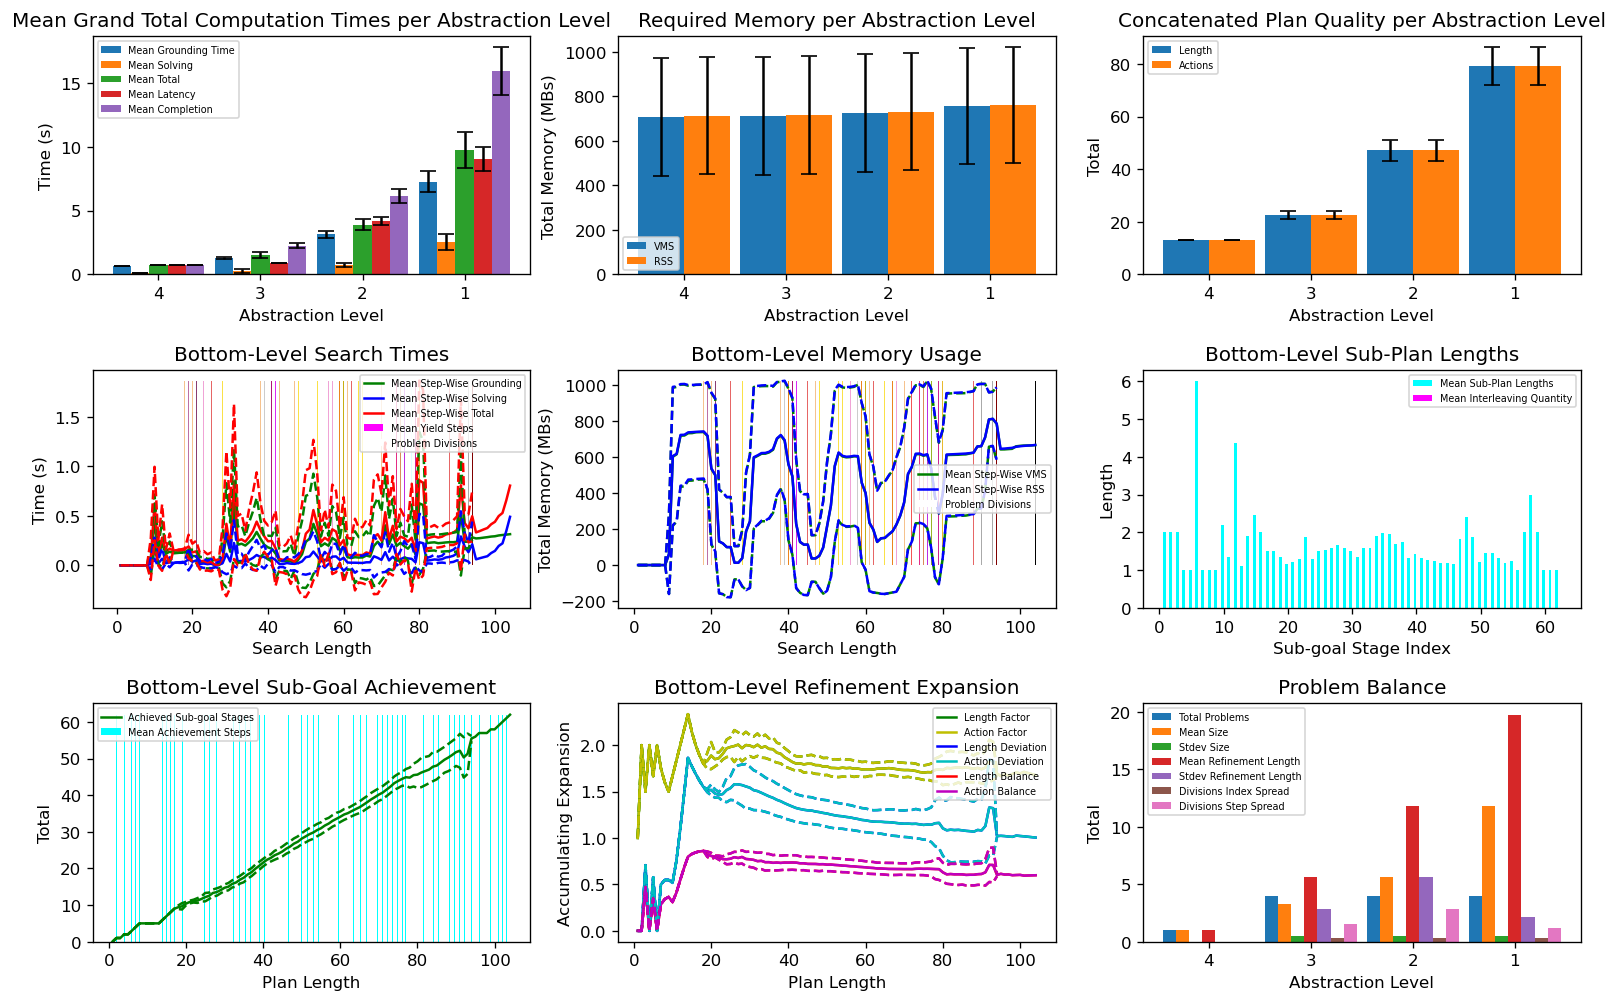 Mean Grand Total Computation Times per Abstraction Level
Time (s)
15
10
5
0
Mean Grounding Time
Mean Solving
Mean Total
Mean Latency
Mean Completion
4 3 2 1
Abstraction Level
Required Memory per Abstraction Level
Total Memory (MBs)
1000
800
600
400
200
0
VMS
RSS
4 3 2 1
Abstraction Level
Concatenated Plan Quality per Abstraction Level
Total
80
60
40
20
0
Length
Actions
4 3 2 1
Abstraction Level
Bottom-Level Search Times
Time (s)
1.5
1.0
0.5
0.0
Mean Step-Wise Grounding
Mean Step-Wise Solving
Mean Step-Wise Total
Mean Yield Steps
Problem Divisions
0 20 40 60 80 100
Search Length
Bottom-Level Memory Usage
Total Memory (MBs)
1000
800
600
400
200
0
−200
Mean Step-Wise VMS
Mean Step-Wise RSS
Problem Divisions
0 20 40 60 80 100
Search Length
Bottom-Level Sub-Plan Lengths
Length
6
5
4
3
2
1
0
Mean Sub-Plan Lengths
Mean Interleaving Quantity
0 10 20 30 40 50 60
Sub-goal Stage Index
Bottom-Level Sub-Goal Achievement
Total
60
50
40
30
20
10
0
Achieved Sub-goal Stages
Mean Achievement Steps
0 20 40 60 80 100
Plan Length
Bottom-Level Refinement Expansion
Accumulating Expansion
2.0
1.5
1.0
0.5
0.0
Length Factor
Action Factor
Length Deviation
Action Deviation
Length Balance
Action Balance
0 20 40 60 80 100
Plan Length
Problem Balance
Total
20
15
10
5
0
Total Problems
Mean Size
Stdev Size
Mean Refinement Length
Stdev Refinement Length
Divisions Index Spread
Divisions Step Spread
4 3 2 1
Abstraction Level